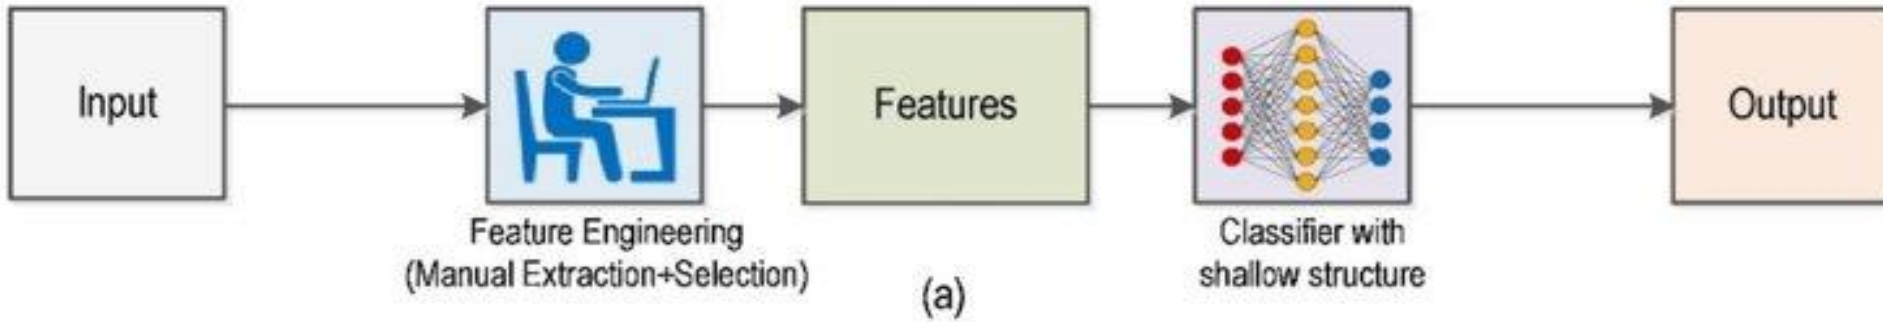 Input
Features
Output
Feature Engineering
(Manual Extraction+Selection)
Classifier with
shallow structure
(a)